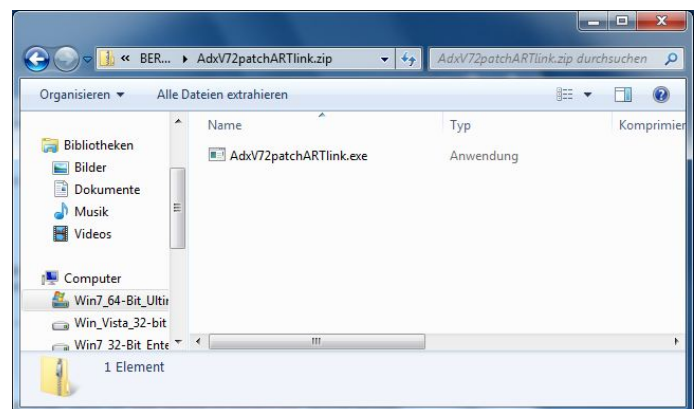 « BER... ▸ AdxV72patchARTlink.zip
AdxV72patchARTlink.zip durchsuchen
Organisieren Alle Dateien extrahieren
Name Typ Komprimier
Bibliotheken
Bilder
Dokumente
Musik
Videos
Computer
Win7_64-Bit_Ultir
Win_Vista_32-bit
Win7 32-Bit Ente
AdxV72patchARTlink.exe Anwendung
1 Element